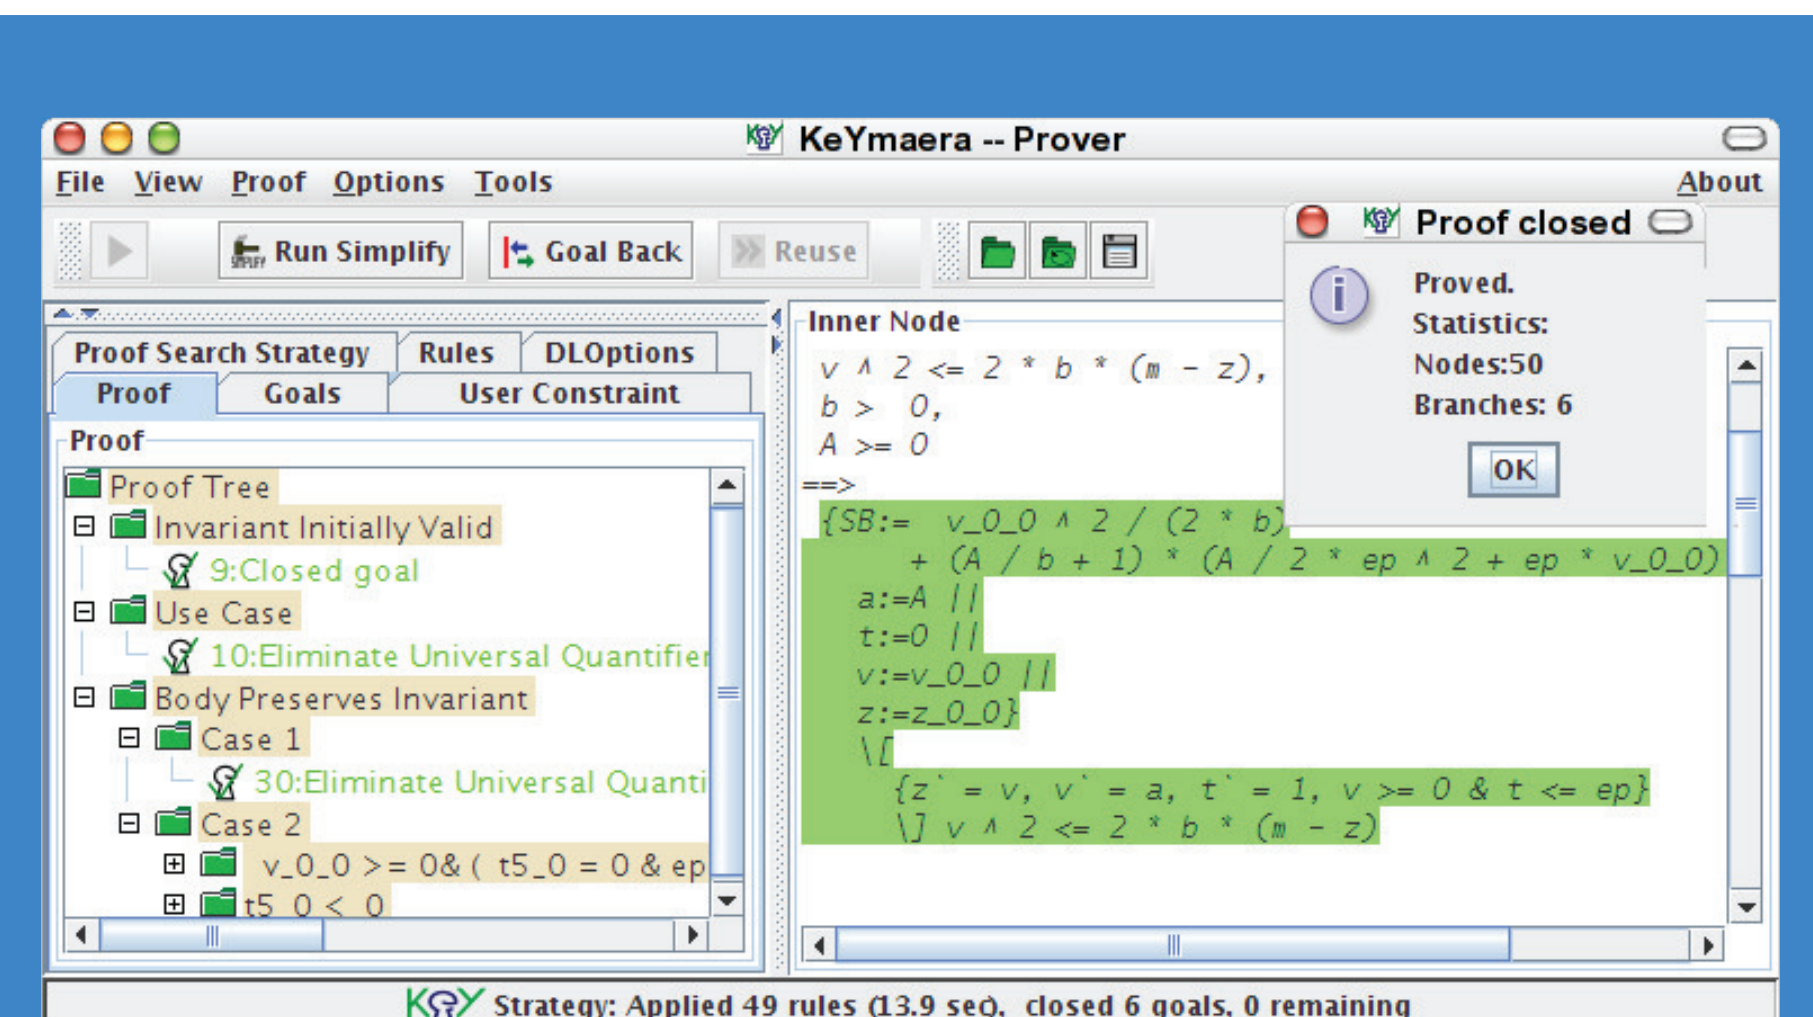 KeY KeYmaera -- Prover
File View Proof Options Tools About
SIMPLIFY Run Simplify Goal Back Reuse
KeY Proof closed
Proved.
Statistics:
Nodes:50
Branches: 6
OK
Proof Search Strategy Rules DLOptions
Proof Goals User Constraint
Proof
Proof Tree
Invariant Initially Valid
9:Closed goal
Use Case
10:Eliminate Universal Quantifier
Body Preserves Invariant
Case 1
30:Eliminate Universal Quanti
Case 2
v_0_0 >= 0& ( t5_0 = 0 & ep
t5_0 < 0
Inner Node
v ^ 2 <= 2 * b * (m - z),
b > 0,
A >= 0
==>
{SB:= v_0_0 ^ 2 / (2 * b)
+ (A / b + 1) * (A / 2 * ep ^ 2 + ep * v_0_0)
a:=A ||
t:=0 ||
v:=v_0_0 ||
z:=z_0_0}
\[
{z` = v, v` = a, t` = 1, v >= 0 & t <= ep}
\] v ^ 2 <= 2 * b * (m - z)
KeY Strategy: Applied 49 rules (13.9 sec), closed 6 goals, 0 remaining